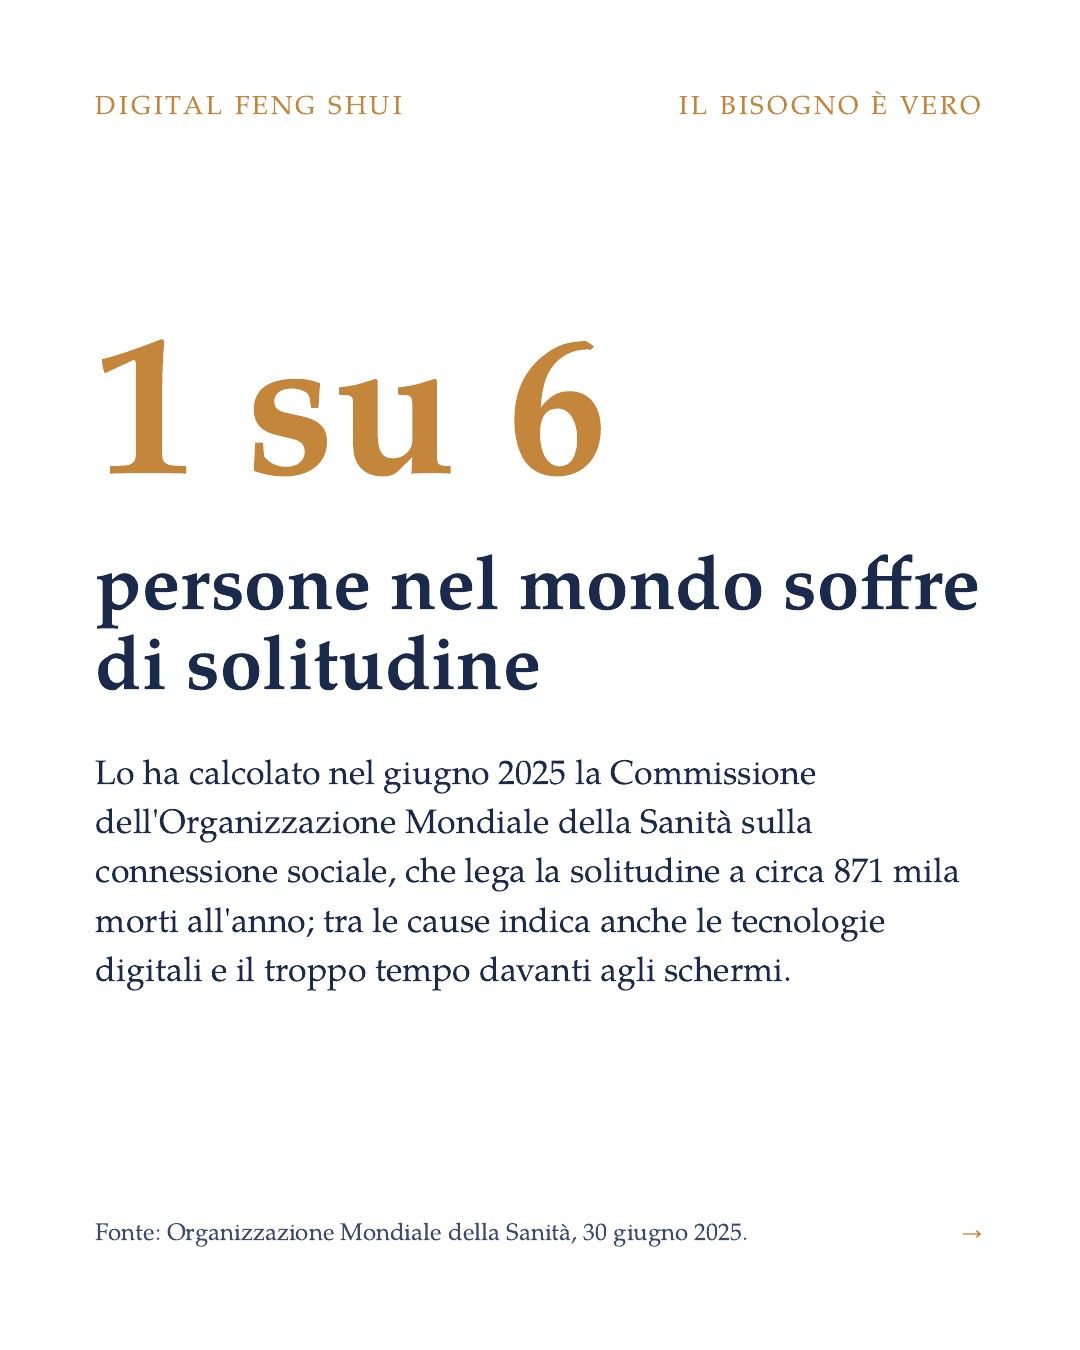 DIGITAL FENG SHUI
IL BISOGNO È VERO
1 su 6
persone nel mondo soffre
di solitudine
Lo ha calcolato nel giugno 2025 la Commissione
dell'Organizzazione Mondiale della Sanità sulla
connessione sociale, che lega la solitudine a circa 871 mila
morti all'anno; tra le cause indica anche le tecnologie
digitali e il troppo tempo davanti agli schermi.
Fonte: Organizzazione Mondiale della Sanità, 30 giugno 2025. →